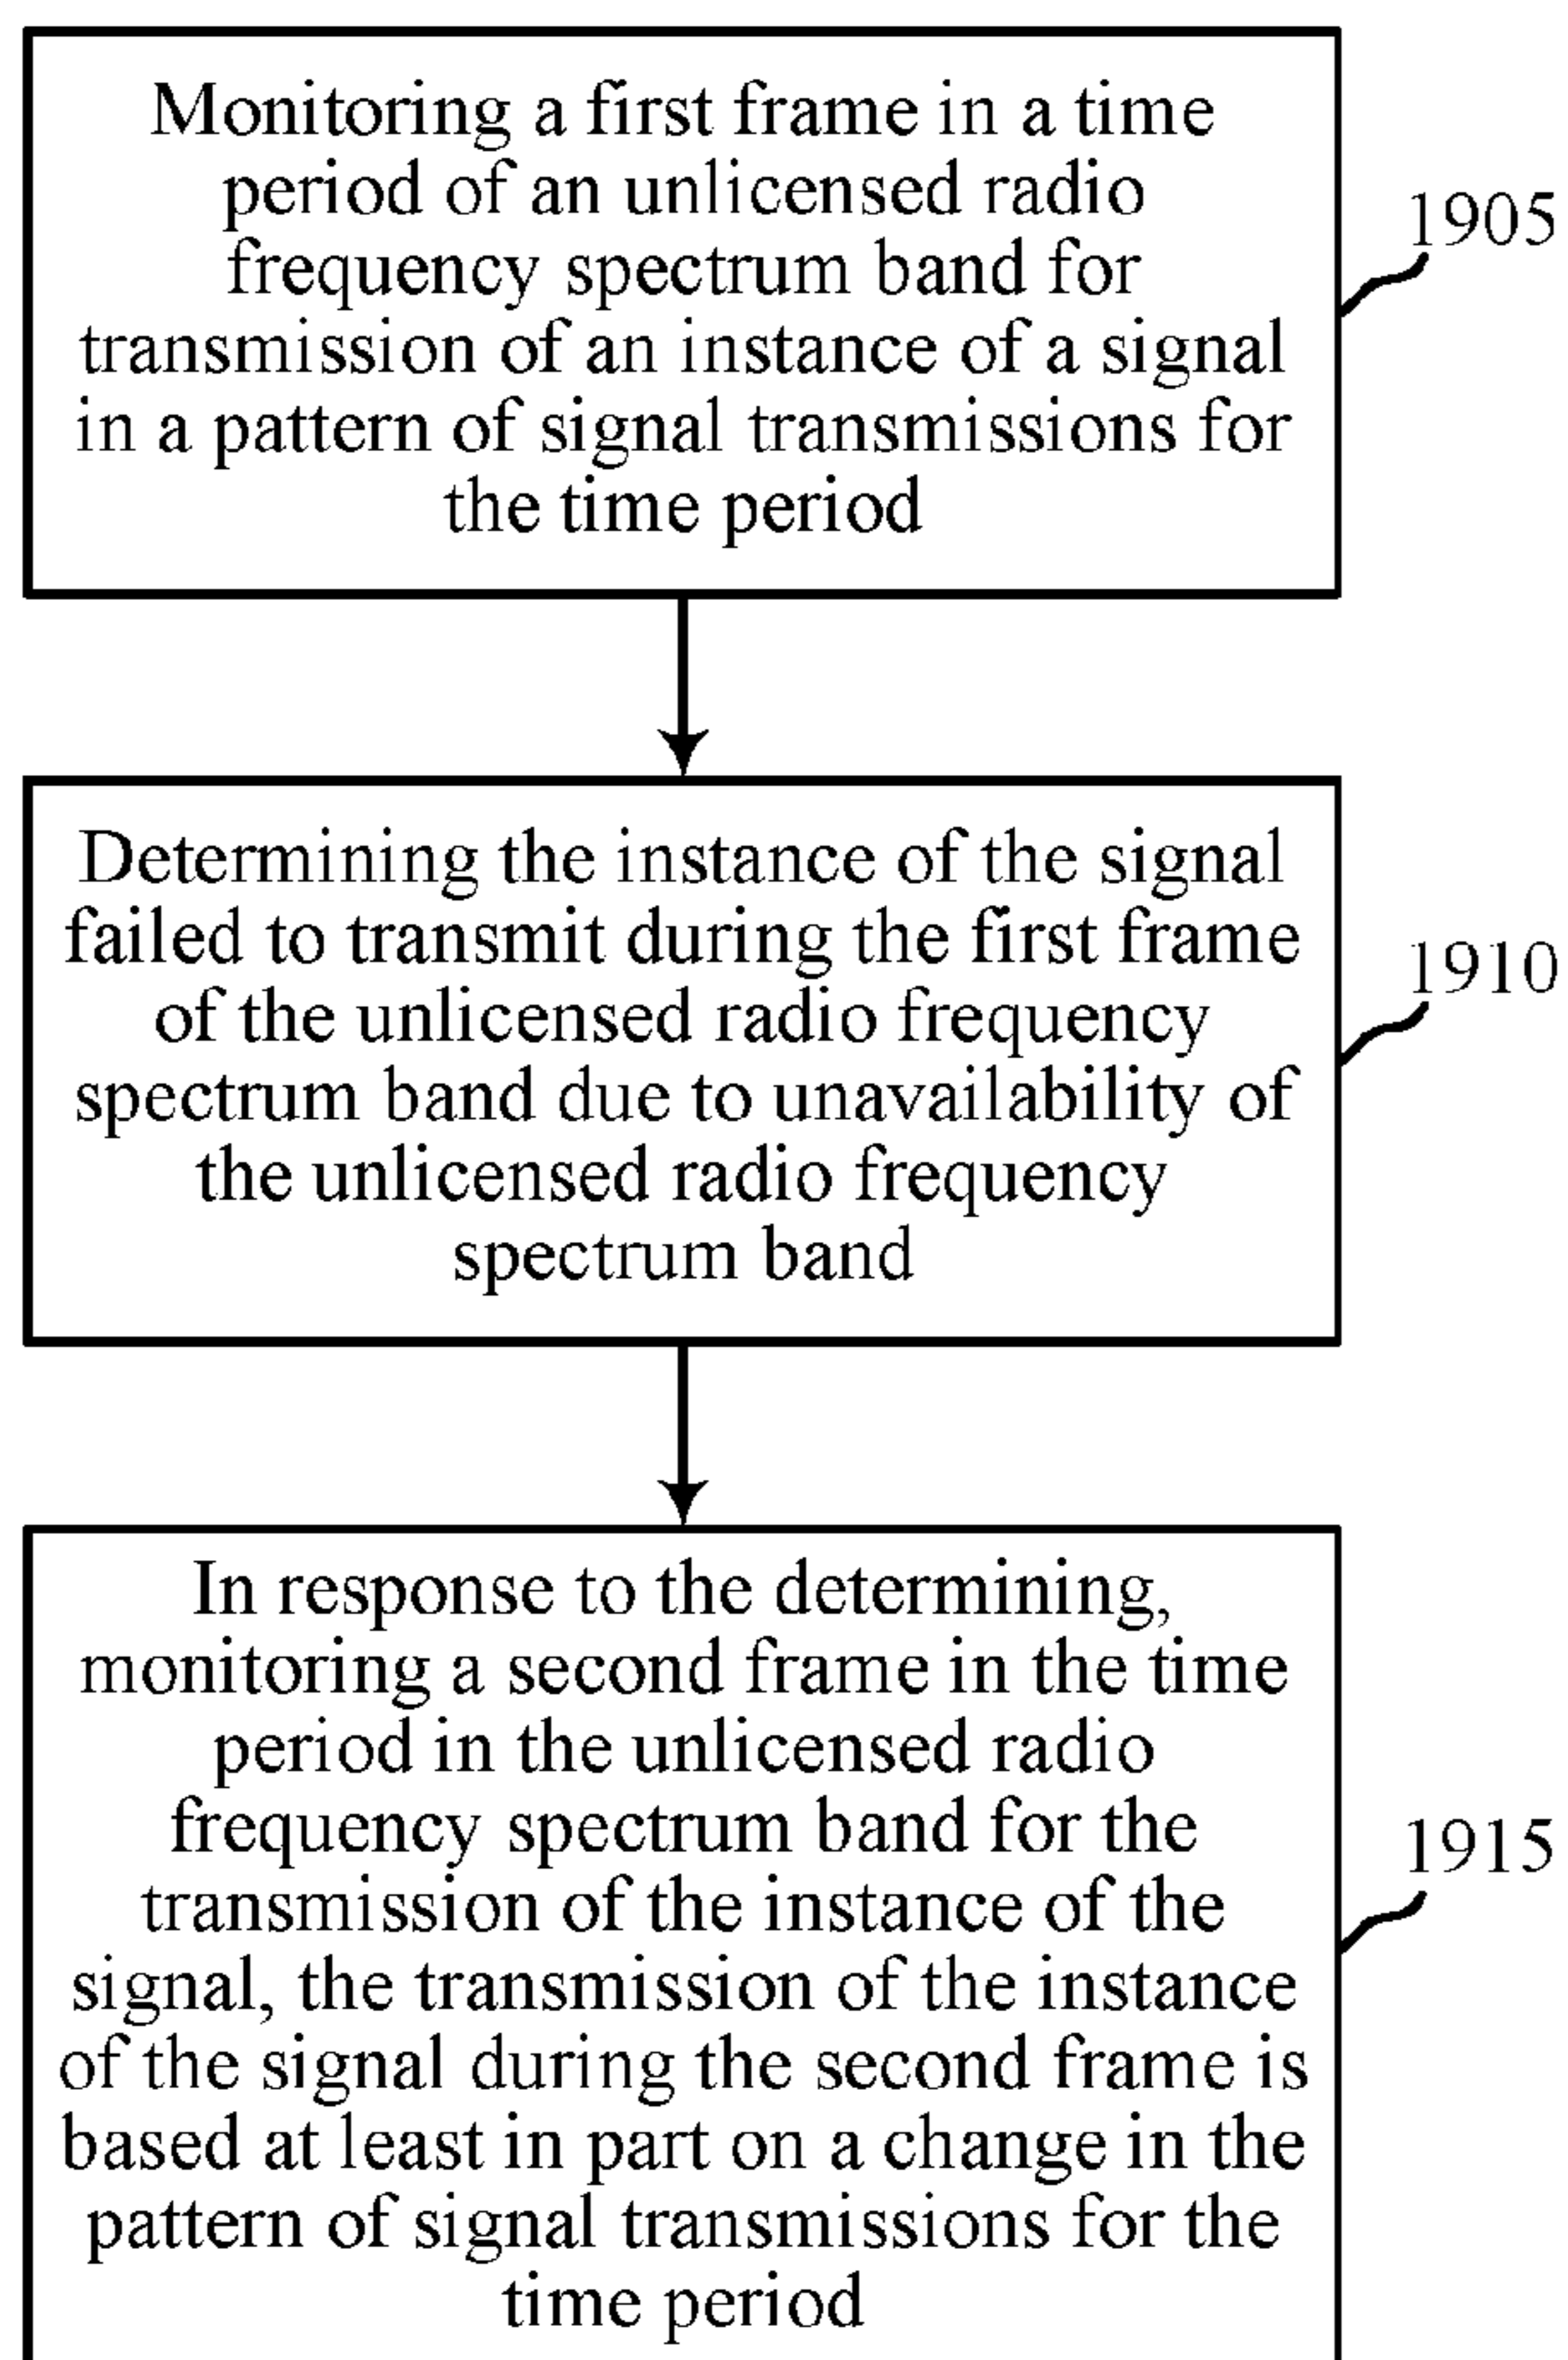 Monitoring a first frame in a time
period of an unlicensed radio
frequency spectrum band for
transmission of an instance of a signal
in a pattern of signal transmissions for
the time period
1905
Determining the instance of the signal
failed to transmit during the first frame
of the unlicensed radio frequency
spectrum band due to unavailability of
the unlicensed radio frequency
spectrum band
1910
In response to the determining,
monitoring a second frame in the time
period in the unlicensed radio
frequency spectrum band for the
transmission of the instance of the
signal, the transmission of the instance
of the signal during the second frame is
based at least in part on a change in the
pattern of signal transmissions for the
time period
1915